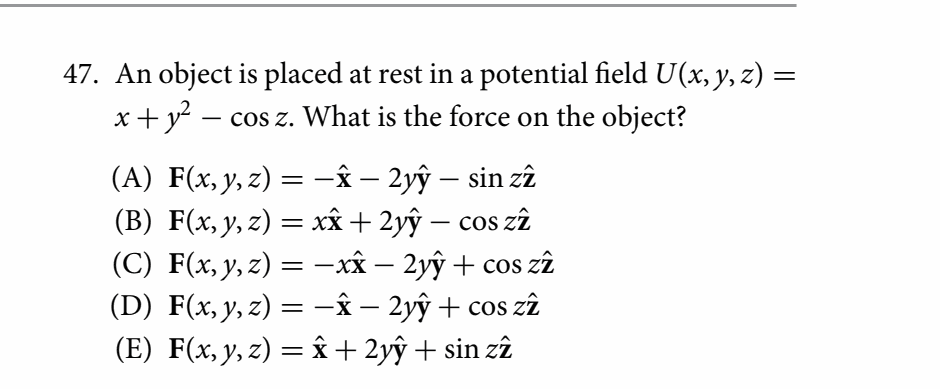 47. An object is placed at rest in a potential field U(x, y, z) =
x + y² − cos z. What is the force on the object?
(A) F(x, y, z) = −x̂ − 2yŷ − sin zẑ
(B) F(x, y, z) = xx̂ + 2yŷ − cos zẑ
(C) F(x, y, z) = −xx̂ − 2yŷ + cos zẑ
(D) F(x, y, z) = −x̂ − 2yŷ + cos zẑ
(E) F(x, y, z) = x̂ + 2yŷ + sin zẑ